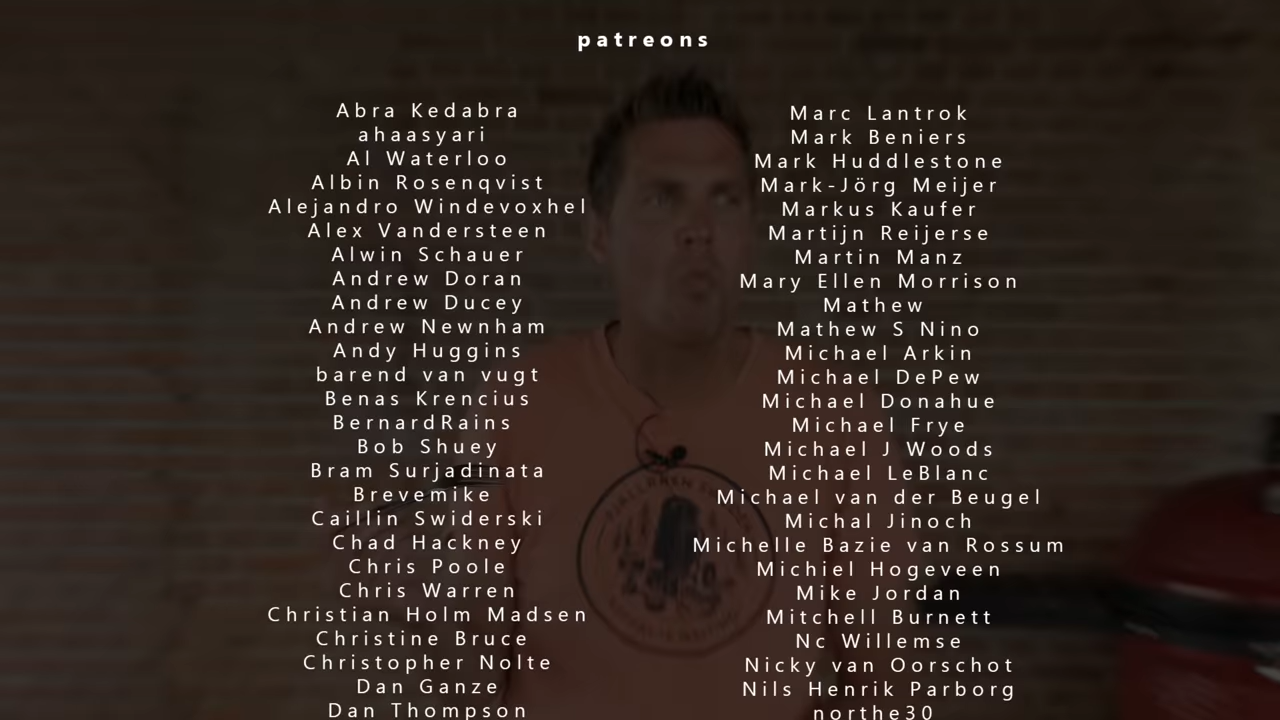 patreons
Abra Kedabra
ahaasyari
Al Waterloo
Albin Rosenqvist
Alejandro Windevoxhel
Alex Vandersteen
Alwin Schauer
Andrew Doran
Andrew Ducey
Andrew Newnham
Andy Huggins
barend van vugt
Benas Krencius
BernardRains
Bob Shuey
Bram Surjadinata
Brevemike
Caillin Swiderski
Chad Hackney
Chris Poole
Chris Warren
Christian Holm Madsen
Christine Bruce
Christopher Nolte
Dan Ganze
Dan Thompson
Marc Lantrok
Mark Beniers
Mark Huddlestone
Mark-Jörg Meijer
Markus Kaufer
Martijn Reijerse
Martin Manz
Mary Ellen Morrison
Mathew
Mathew S Nino
Michael Arkin
Michael DePew
Michael Donahue
Michael Frye
Michael J Woods
Michael LeBlanc
Michael van der Beugel
Michal Jinoch
Michelle Bazie van Rossum
Michiel Hogeveen
Mike Jordan
Mitchell Burnett
Nc Willemse
Nicky van Oorschot
Nils Henrik Parborg
northe30